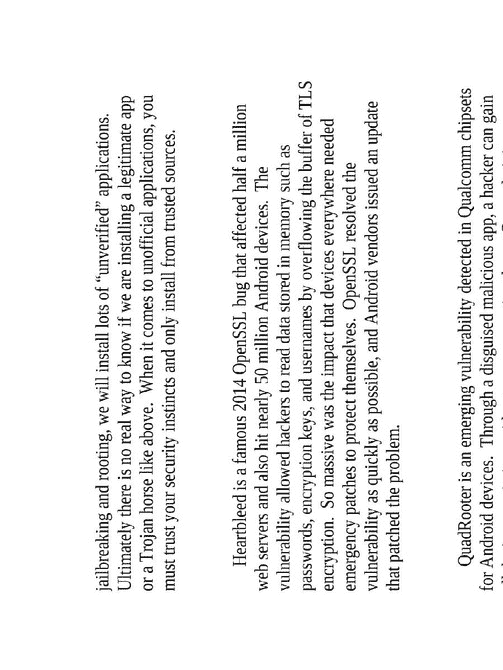 jailbreaking and rooting, we will install lots of “unverified” applications.
Ultimately there is no real way to know if we are installing a legitimate app
or a Trojan horse like above.  When it comes to unofficial applications, you
must trust your security instincts and only install from trusted sources.
Heartbleed is a famous 2014 OpenSSL bug that affected half a million
web servers and also hit nearly 50 million Android devices.  The
vulnerability allowed hackers to read data stored in memory such as
passwords, encryption keys, and usernames by overflowing the buffer of TLS
encryption.  So massive was the impact that devices everywhere needed
emergency patches to protect themselves.  OpenSSL resolved the
vulnerability as quickly as possible, and Android vendors issued an update
that patched the problem.
QuadRooter is an emerging vulnerability detected in Qualcomm chipsets
for Android devices.  Through a disguised malicious app, a hacker can gain